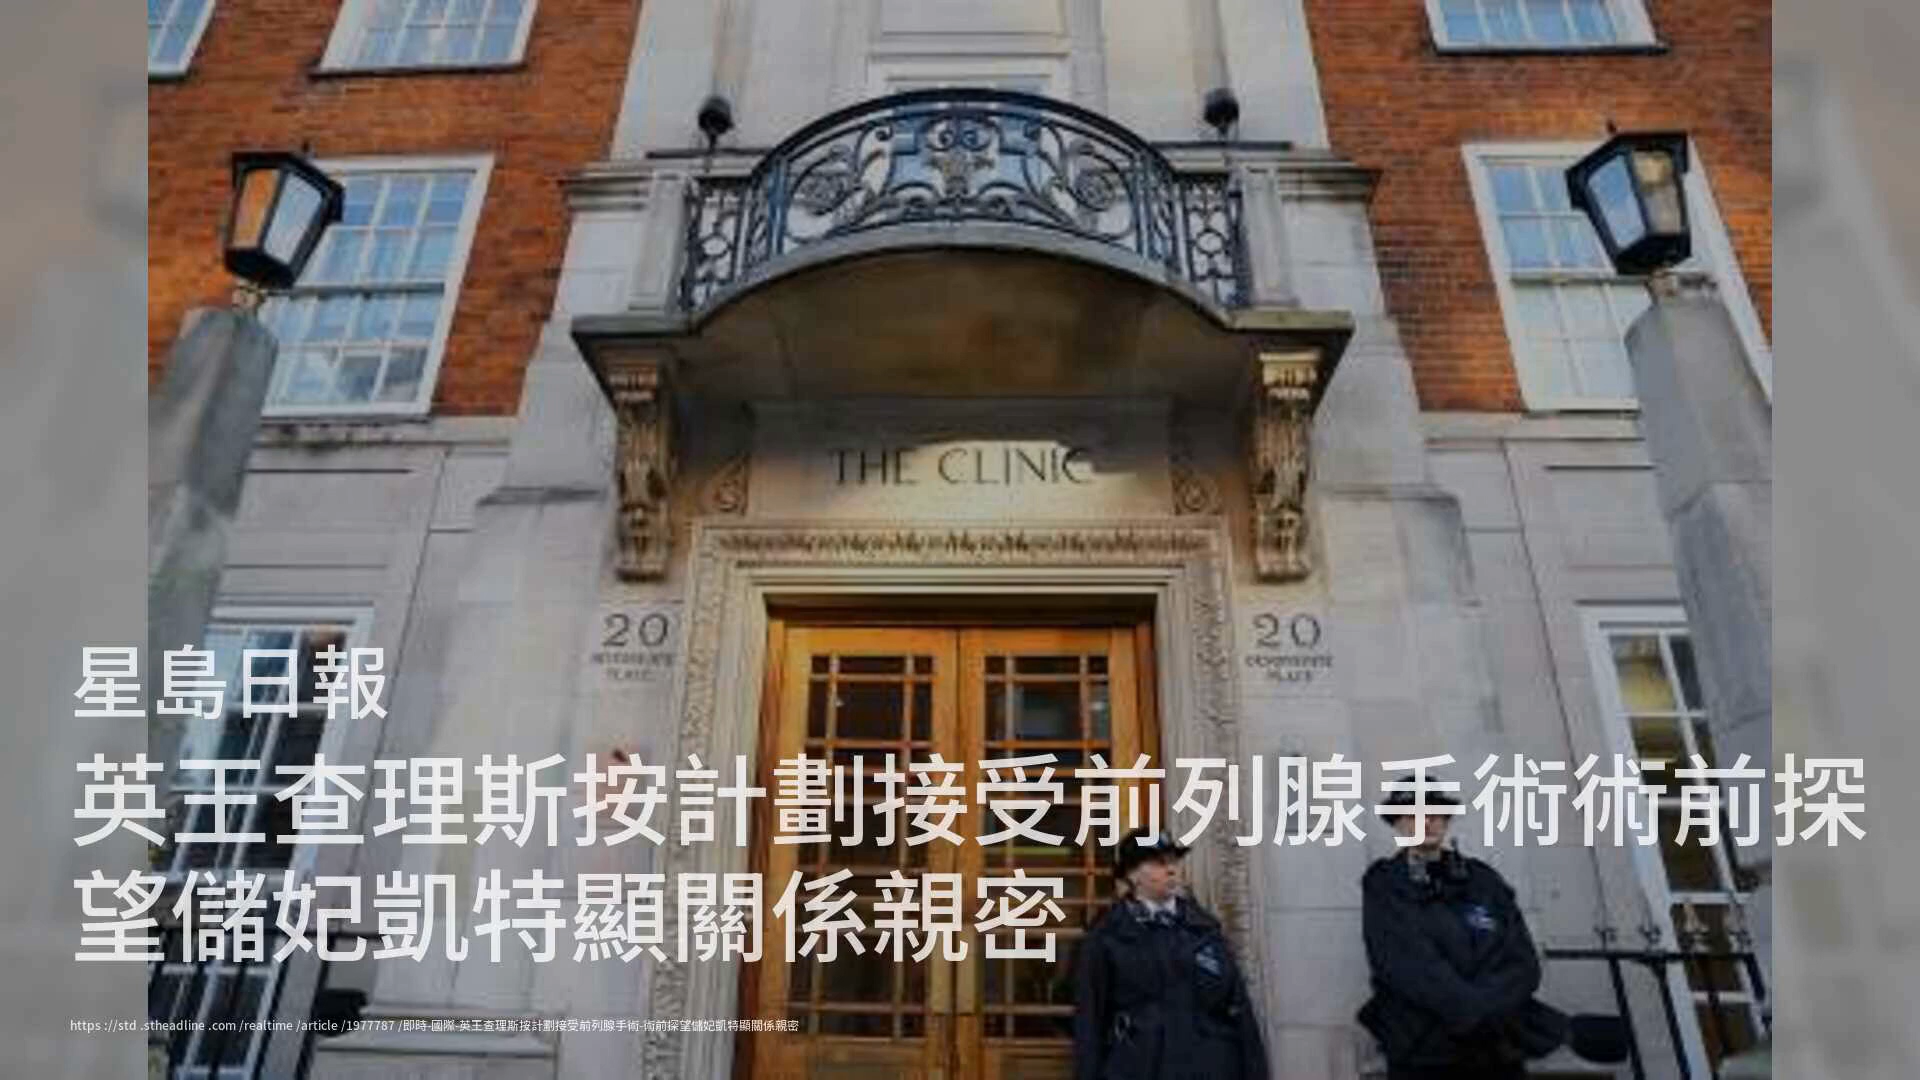 THE CLINIC
20
20
DEVONSHIRE
PLACE
星島日報
英王查理斯按計劃接受前列腺手術術前探
望儲妃凱特顯關係親密
https://std.stheadline.com/realtime/article/1977787/即時-國際-英王查理斯按計劃接受前列腺手術-術前探望儲妃凱特顯關係親密